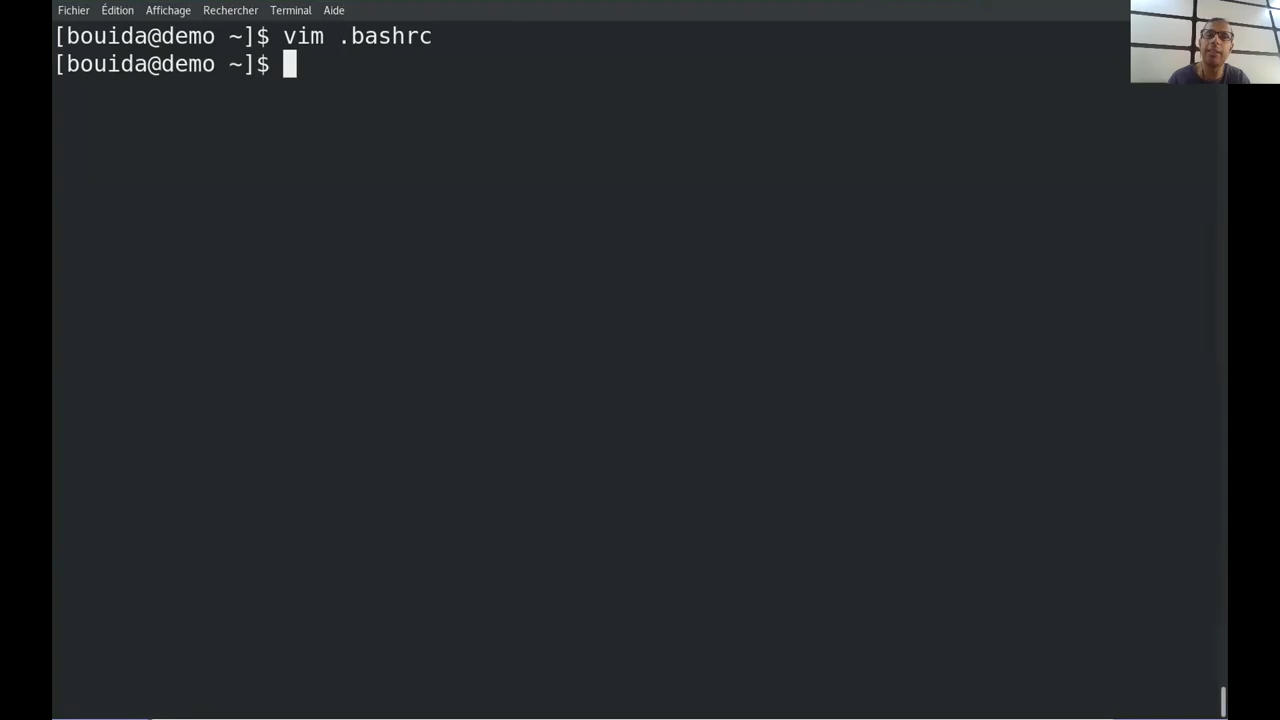 Fichier Édition Affichage Rechercher Terminal Aide
[bouida@demo ~]$ vim .bashrc
[bouida@demo ~]$